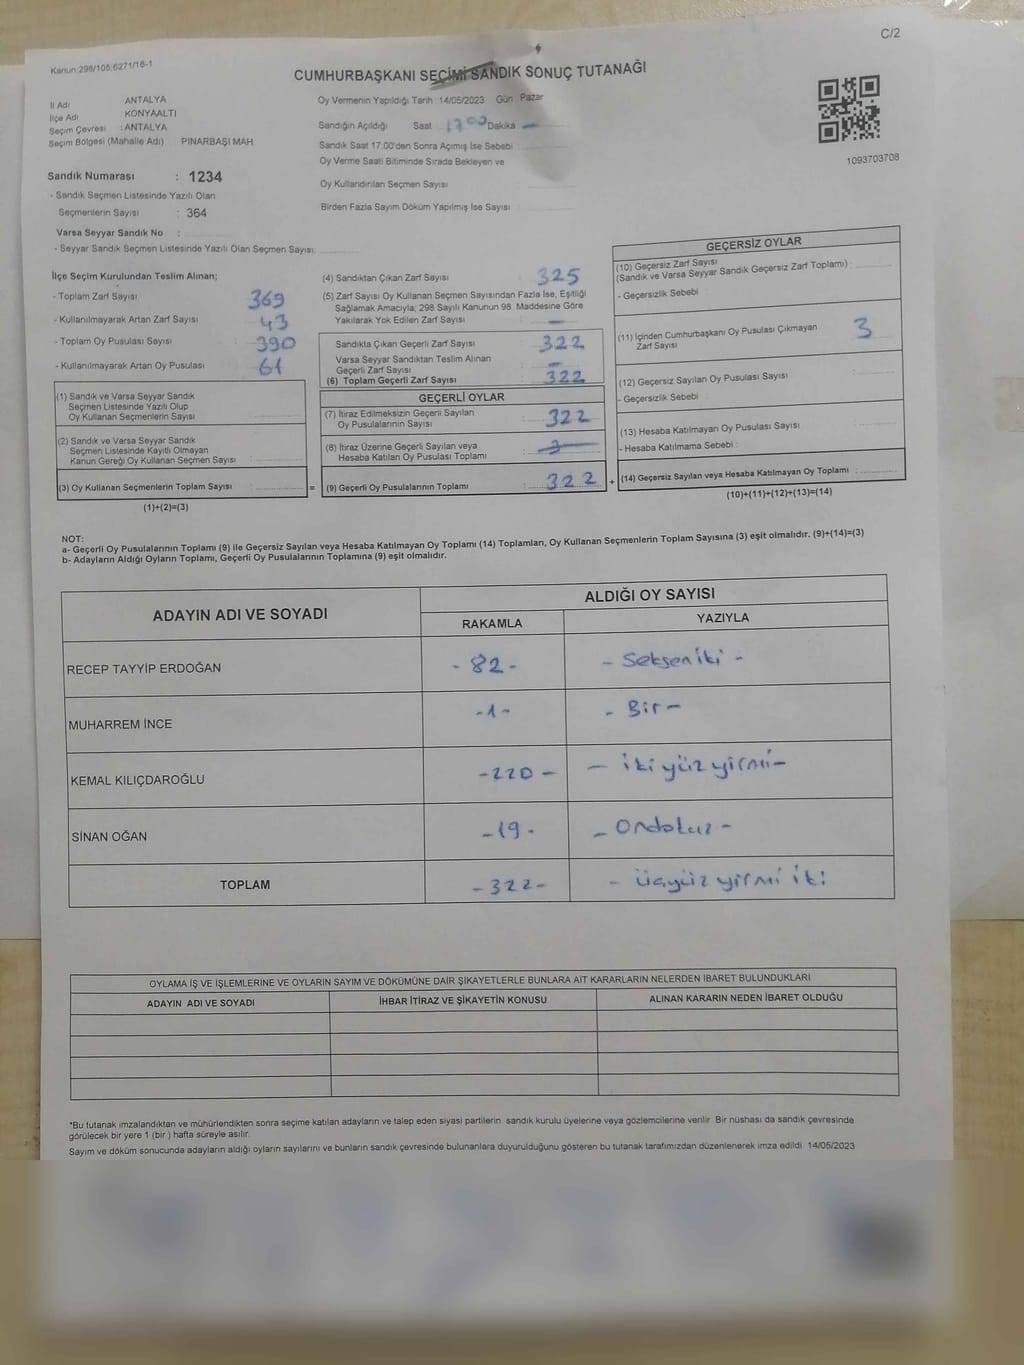 C/2
Kanun:298/105;6271/18-1
CUMHURBAŞKANI SEÇİMİ SANDIK SONUÇ TUTANAĞI
İl Adı ANTALYA
İlçe Adı KONYAALTI
Seçim Çevresi : ANTALYA
Seçim Bölgesi (Mahalle Adı) PINARBAŞI MAH.
Sandık Numarası : 1234
- Sandık Seçmen Listesinde Yazılı Olan
Seçmenlerin Sayısı : 364
Varsa Seyyar Sandık No :
- Seyyar Sandık Seçmen Listesinde Yazılı Olan Seçmen Sayısı:
Oy Vermenin Yapıldığı Tarih :14/05/2023 Gün : Pazar
Sandığın Açıldığı Saat : 17.00 Dakika : -
Sandık Saat 17:00'den Sonra Açılmış İse Sebebi :
Oy Verme Saati Bitiminde Sırada Bekleyen ve
Oy Kullandırılan Seçmen Sayısı
Birden Fazla Sayım Döküm Yapılmış İse Sayısı :
1093703708
İlçe Seçim Kurulundan Teslim Alınan;
- Toplam Zarf Sayısı 369
- Kullanılmayarak Artan Zarf Sayısı 43
- Toplam Oy Pusulası Sayısı 390
- Kullanılmayarak Artan Oy Pusulası 61
(1) Sandık ve Varsa Seyyar Sandık
Seçmen Listesinde Yazılı Olup
Oy Kullanan Seçmenlerin Sayısı
(2) Sandık ve Varsa Seyyar Sandık
Seçmen Listesinde Kayıtlı Olmayan
Kanun Gereği Oy Kullanan Seçmen Sayısı :
(3) Oy Kullanan Seçmenlerin Toplam Sayısı :
(1)+(2)=(3)
=
(4) Sandıktan Çıkan Zarf Sayısı 325
(5) Zarf Sayısı Oy Kullanan Seçmen Sayısından Fazla İse, Eşitliği
Sağlamak Amacıyla; 298 Sayılı Kanunun 98. Maddesine Göre
Yakılarak Yok Edilen Zarf Sayısı -
Sandıkta Çıkan Geçerli Zarf Sayısı 322
Varsa Seyyar Sandıktan Teslim Alınan
Geçerli Zarf Sayısı -
(6) Toplam Geçerli Zarf Sayısı 322
GEÇERLİ OYLAR
(7) İtiraz Edilmeksizin Geçerli Sayılan
Oy Pusulalarının Sayısı 322
(8) İtiraz Üzerine Geçerli Sayılan veya
Hesaba Katılan Oy Pusulası Toplamı
(9) Geçerli Oy Pusulalarının Toplamı 322
+
GEÇERSİZ OYLAR
(10) Geçersiz Zarf Sayısı
(Sandık ve Varsa Seyyar Sandık Geçersiz Zarf Toplamı) :
- Geçersizlik Sebebi :
(11) İçinden Cumhurbaşkanı Oy Pusulası Çıkmayan
Zarf Sayısı 3
(12) Geçersiz Sayılan Oy Pusulası Sayısı
- Geçersizlik Sebebi :
(13) Hesaba Katılmayan Oy Pusulası Sayısı
- Hesaba Katılmama Sebebi :
(14) Geçersiz Sayılan veya Hesaba Katılmayan Oy Toplamı :
(10)+(11)+(12)+(13)=(14)
NOT:
a- Geçerli Oy Pusulalarının Toplamı (9) ile Geçersiz Sayılan veya Hesaba Katılmayan Oy Toplamı (14) Toplamları, Oy Kullanan Seçmenlerin Toplam Sayısına (3) eşit olmalıdır. (9)+(14)=(3)
b- Adayların Aldığı Oyların Toplamı, Geçerli Oy Pusulalarının Toplamına (9) eşit olmalıdır.
ADAYIN ADI VE SOYADI ALDIĞI OY SAYISI
RAKAMLA YAZIYLA
RECEP TAYYİP ERDOĞAN -82- - Sekseniki -
MUHARREM İNCE -1- - Bir -
KEMAL KILIÇDAROĞLU -220- - ikiyüz yirmi -
SİNAN OĞAN -19- - Ondokuz -
TOPLAM -322- - Üçyüz yirmi iki
OYLAMA İŞ VE İŞLEMLERİNE VE OYLARIN SAYIM VE DÖKÜMÜNE DAİR ŞİKAYETLERLE BUNLARA AİT KARARLARIN NELERDEN İBARET BULUNDUKLARI
ADAYIN ADI VE SOYADI İHBAR İTİRAZ VE ŞİKAYETİN KONUSU ALINAN KARARIN NEDEN İBARET OLDUĞU
*Bu tutanak imzalandıktan ve mühürlendikten sonra seçime katılan adayların ve talep eden siyasi partilerin sandık kurulu üyelerine veya gözlemcilerine verilir. Bir nüshası da sandık çevresinde
görülecek bir yere 1 (bir ) hafta süreyle asılır.
Sayım ve döküm sonucunda adayların aldığı oyların sayılarını ve bunların sandık çevresinde bulunanlara duyurulduğunu gösteren bu tutanak tarafımızdan düzenlenerek imza edildi. 14/05/2023